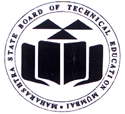 MAHARASHTRA STATE BOARD OF TECHNICAL EDUCATION MUMBAI